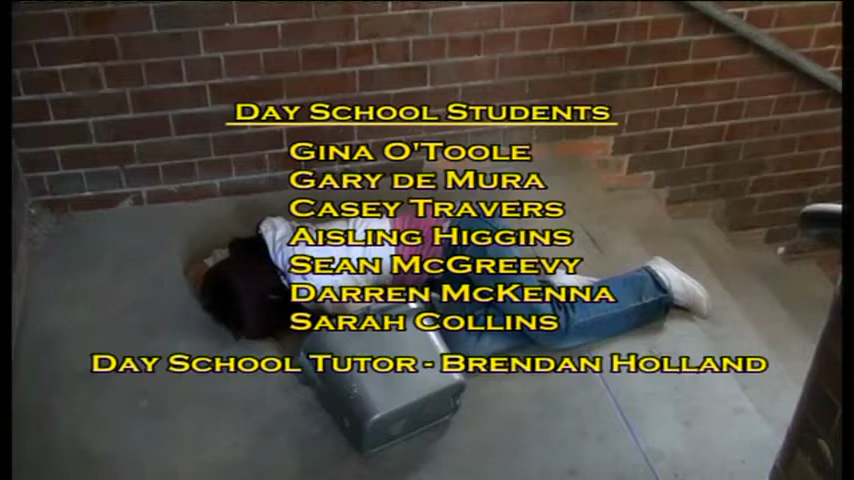 Day School Students
Gina O'Toole
Gary de Mura
Casey Travers
Aisling Higgins
Sean McGreevy
Darren McKenna
Sarah Collins
Day School Tutor - Brendan Holland